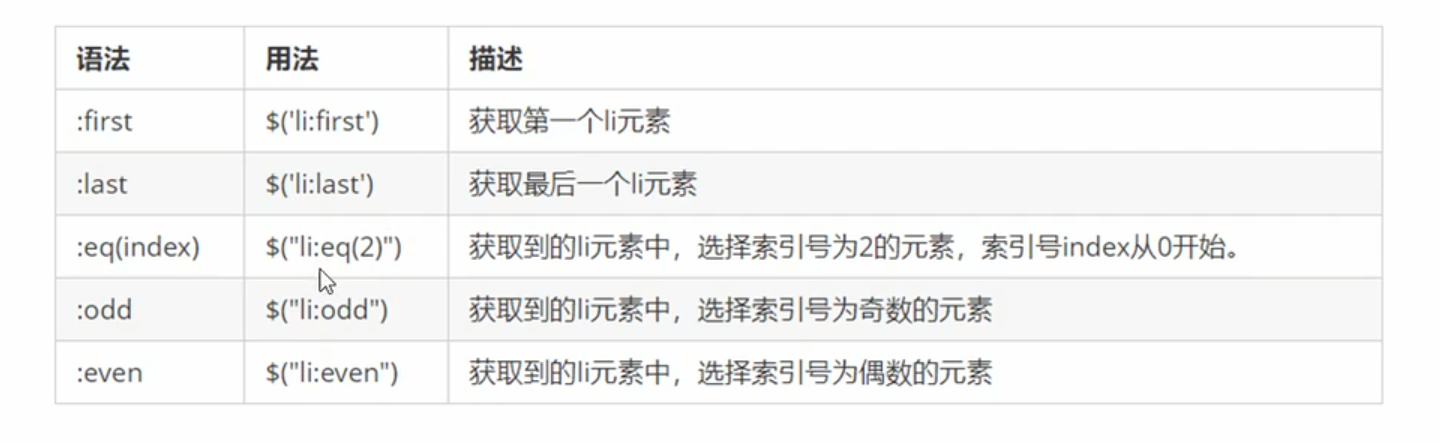 语法 用法 描述
:first $('li:first') 获取第一个li元素
:last $('li:last') 获取最后一个li元素
:eq(index) $("li:eq(2)") 获取到的li元素中，选择索引号为2的元素，索引号index从0开始。
:odd $("li:odd") 获取到的li元素中，选择索引号为奇数的元素
:even $("li:even") 获取到的li元素中，选择索引号为偶数的元素